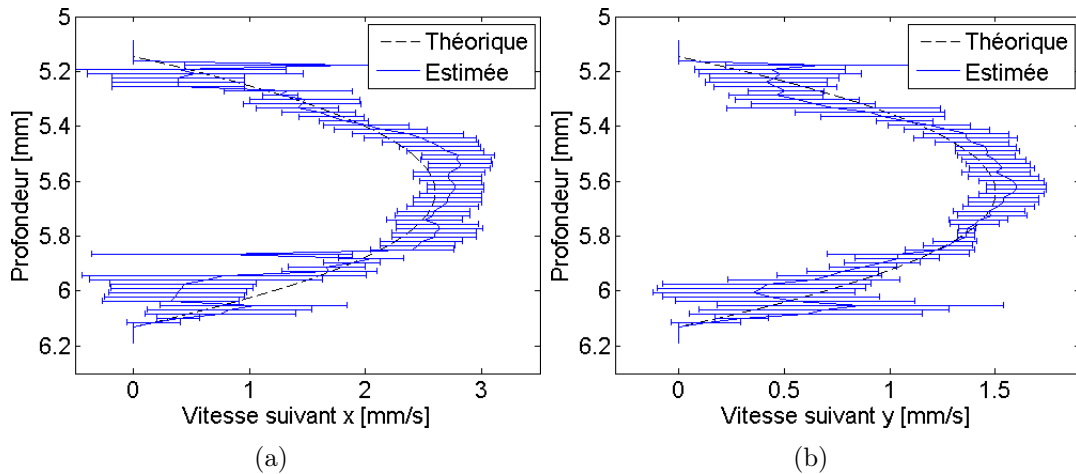 5
5.2
5.4
5.6
5.8
6
6.2
Profondeur [mm]
Théorique
Estimée
0
1
2
3
Vitesse suivant x [mm/s]
(a)
5
5.2
5.4
5.6
5.8
6
6.2
Profondeur [mm]
Théorique
Estimée
0
0.5
1
1.5
Vitesse suivant y [mm/s]
(b)